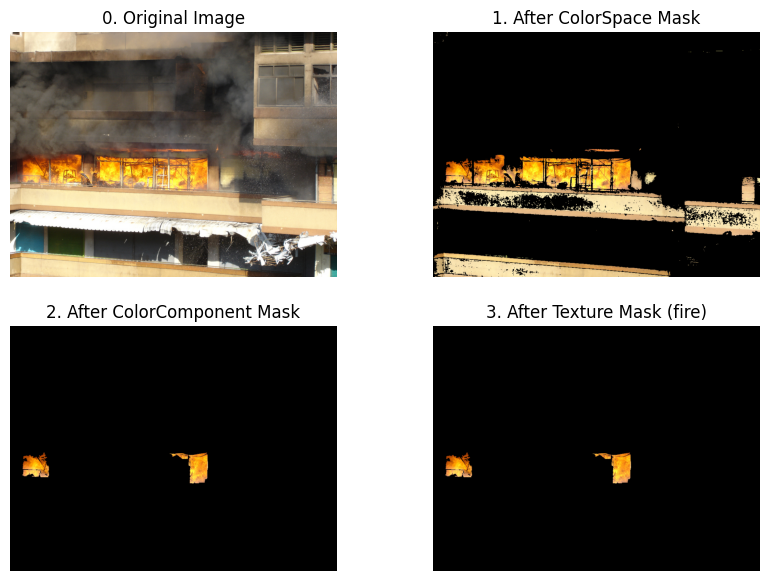 0. Original Image
1. After ColorSpace Mask
2. After ColorComponent Mask
3. After Texture Mask (fire)